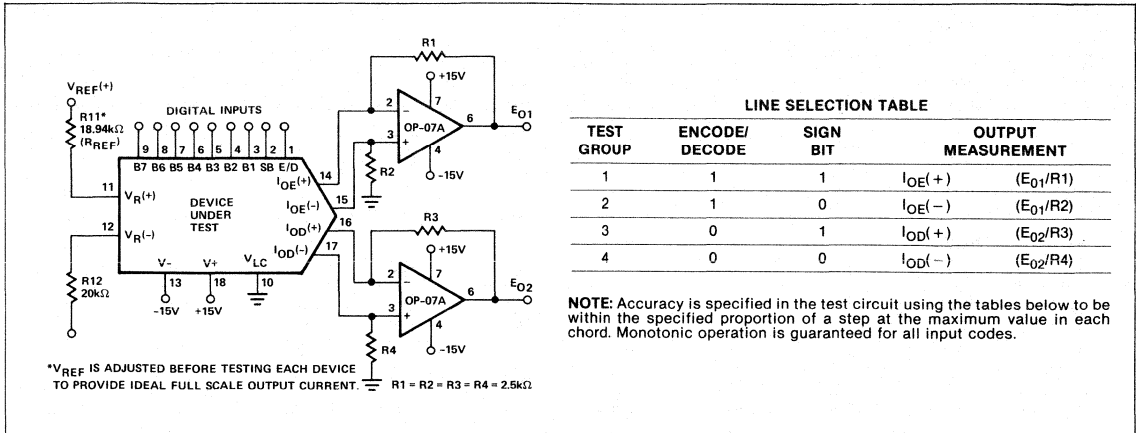 R1
+15V
VREF(+)
R11*
18.94kΩ
(RREF)
DIGITAL INPUTS
9 8 7 6 5 4 3 2 1
B7 B6 B5 B4 B3 B2 B1 SB E/D
2
7
6
EO1
OP-07A
3
4
-15V
R2
14
IOE(+)
15
IOE(-)
16
IOD(+)
17
IOD(-)
11
VR(+)
DEVICE
UNDER
TEST
12
VR(-)
V-
V+
VLC
13
18
10
-15V
+15V
R12
20kΩ
R3
+15V
2
7
6
EO2
OP-07A
3
4
-15V
R4
*VREF IS ADJUSTED BEFORE TESTING EACH DEVICE
TO PROVIDE IDEAL FULL SCALE OUTPUT CURRENT.
R1 = R2 = R3 = R4 = 2.5kΩ
LINE SELECTION TABLE
TEST GROUP ENCODE/ DECODE SIGN BIT OUTPUT MEASUREMENT
1 1 1 IOE(+) (E01/R1)
2 1 0 IOE(-) (E01/R2)
3 0 1 IOD(+) (E02/R3)
4 0 0 IOD(-) (E02/R4)
NOTE: Accuracy is specified in the test circuit using the tables below to be
within the specified proportion of a step at the maximum value in each
chord. Monotonic operation is guaranteed for all input codes.